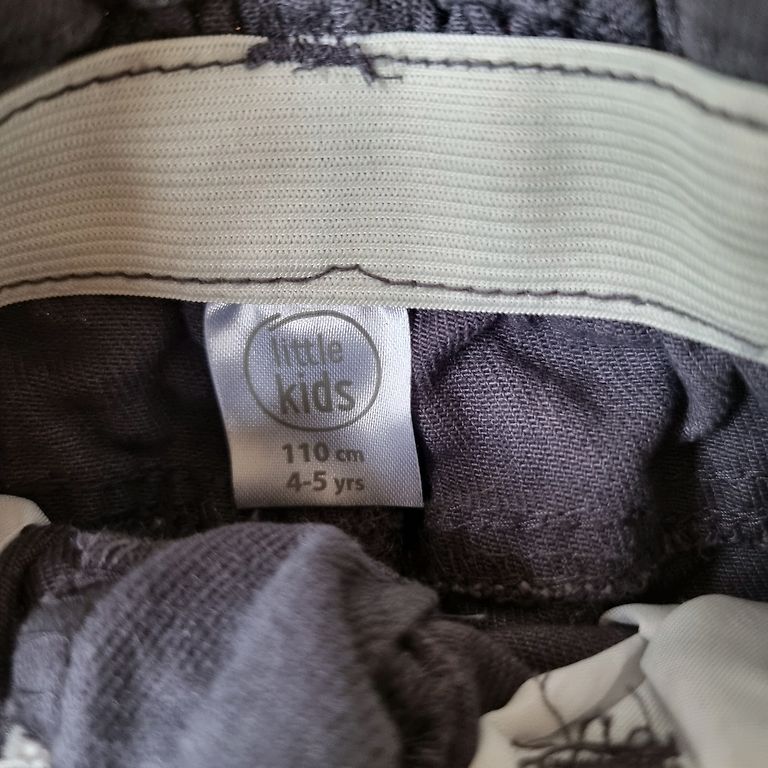 little
kids
110 cm
4-5 yrs